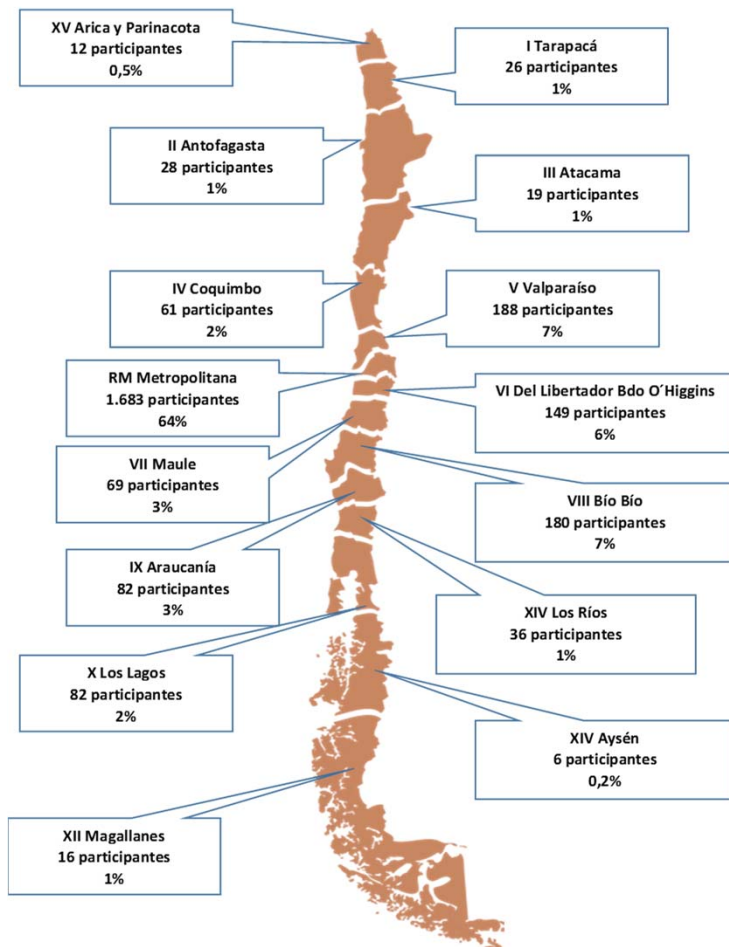 XV Arica y Parinacota
12 participantes
0,5%
I Tarapacá
26 participantes
1%
II Antofagasta
28 participantes
1%
III Atacama
19 participantes
1%
IV Coquimbo
61 participantes
2%
V Valparaíso
188 participantes
7%
RM Metropolitana
1.683 participantes
64%
VI Del Libertador Bdo O´Higgins
149 participantes
6%
VII Maule
69 participantes
3%
VIII Bío Bío
180 participantes
7%
IX Araucanía
82 participantes
3%
XIV Los Ríos
36 participantes
1%
X Los Lagos
82 participantes
2%
XIV Aysén
6 participantes
0,2%
XII Magallanes
16 participantes
1%